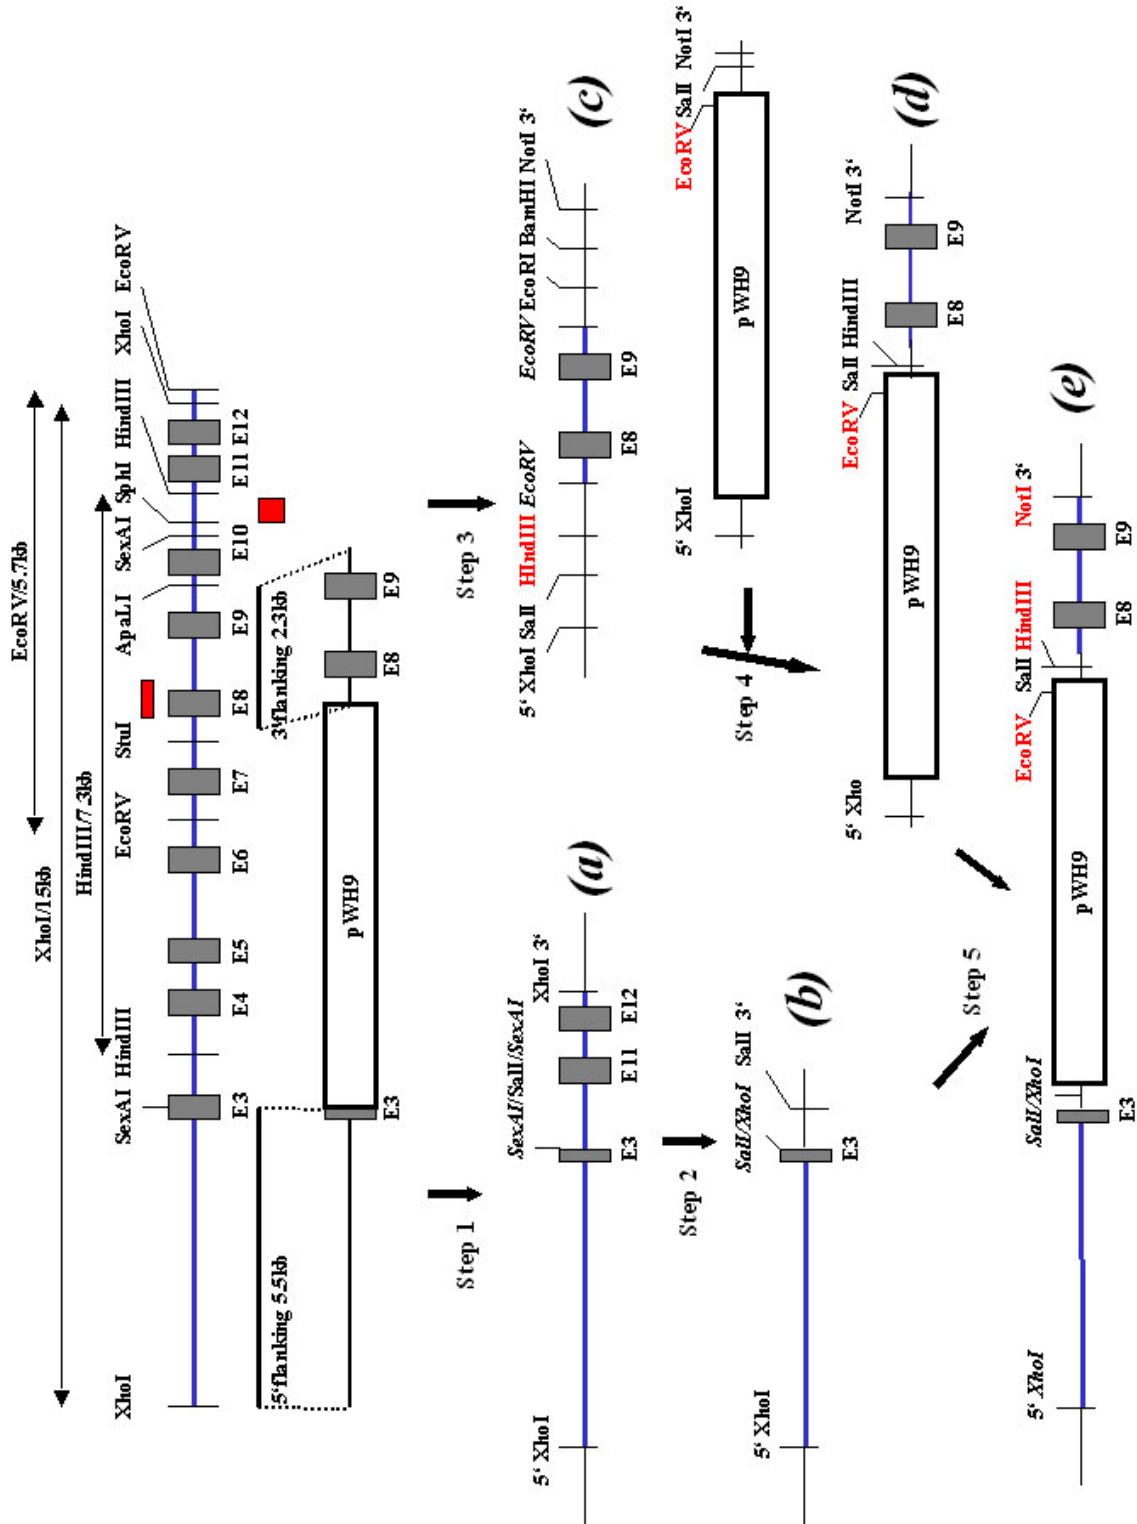 EcoRV/5.7kb
XhoI/15kb
HindIII/7.3kb
XhoI
SexAI HindIII
EcoRV
StuI
ApaLI
SexAI
SphI
HindIII
XhoI
EcoRV
E3
E4
E5
E6
E7
E8
E9
E10
E11
E12
5‘flanking 5.5kb
3‘flanking 2.3kb
E3
pWH9
E8
E9
Step 1
Step 3
5‘ XhoI
SexAI/SalI/SexAI
XhoI 3‘
E3
E11
E12
(a)
5‘ XhoI SalI HIndIII EcoRV
EcoRV EcoRI BamHI NotI 3‘
E8
E9
(c)
Step 2
5‘ XhoI
SalI/XhoI SalI 3‘
E3
(b)
Step 4
5‘ XhoI
pWH9
EcoRV SalI NotI 3‘
5‘ Xho
pWH9
EcoRV SalI HindIII
NotI 3‘
E8
E9
(d)
Step 5
5‘ XhoI
SalI/XhoI
E3
pWH9
EcoRV
SalI HindIII
NotI 3‘
E8
E9
(e)